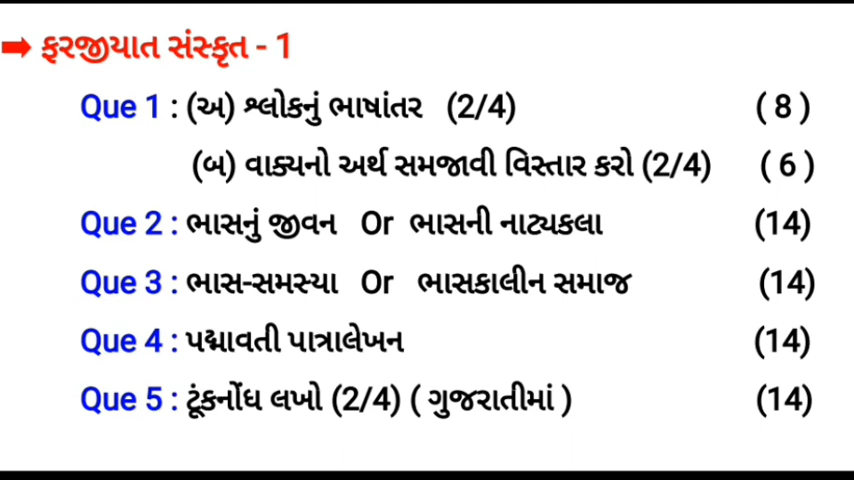 ➡ ફરજીયાત સંસ્કૃત - 1
Que 1 : (અ) શ્લોકનું ભાષાંતર (2/4) ( 8 )
(બ) વાક્યનો અર્થ સમજાવી વિસ્તાર કરો (2/4) ( 6 )
Que 2 : ભાસનું જીવન Or ભાસની નાટ્યકલા (14)
Que 3 : ભાસ-સમસ્યા Or ભાસકાલીન સમાજ (14)
Que 4 : પદ્માવતી પાત્રાલેખન (14)
Que 5 : ટૂંકનોંધ લખો (2/4) ( ગુજરાતીમાં ) (14)